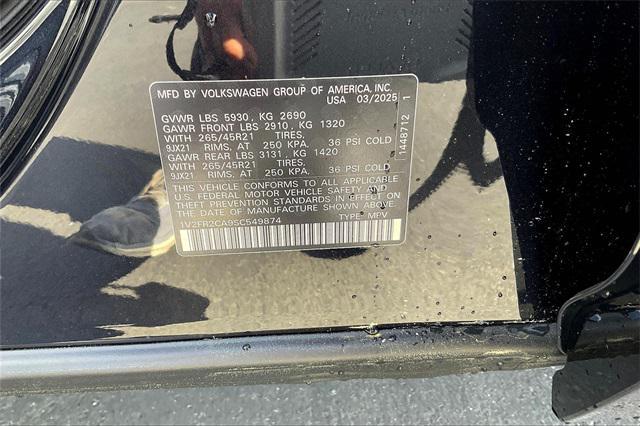 MFD BY VOLKSWAGEN GROUP OF AMERICA, INC.
USA 03/2025
GVWR LBS 5930, KG 2690
GAWR FRONT LBS 2910, KG 1320
WITH 265/45R21 TIRES.
9JX21 RIMS, AT 250 KPA. 36 PSI COLD
GAWR REAR LBS 3131, KG 1420
WITH 265/45R21 TIRES.
9JX21 RIMS, AT 250 KPA. 36 PSI COLD
THIS VEHICLE CONFORMS TO ALL APPLICABLE
U.S. FEDERAL MOTOR VEHICLE SAFETY AND
THEFT PREVENTION STANDARDS IN EFFECT ON
THE DATE OF MANUFACTURE SHOWN ABOVE.
1V2FR2CA9SC549874 TYPE: MPV
1448712 1